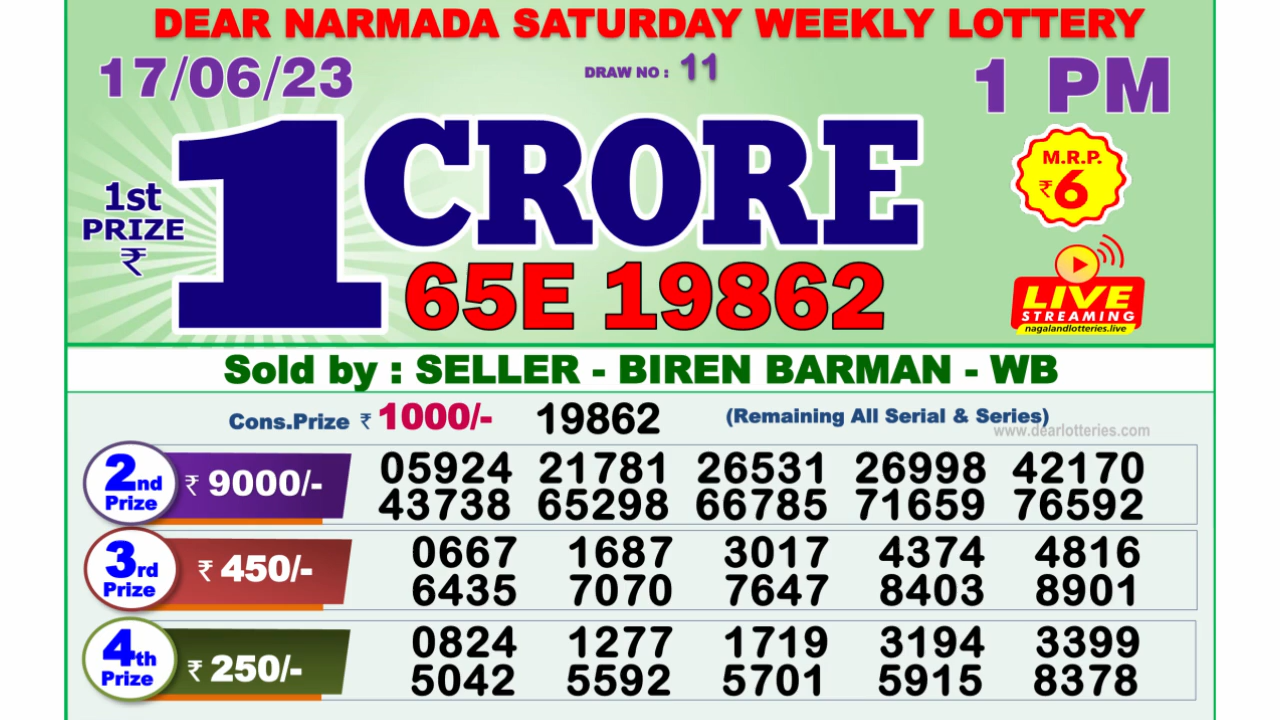 DEAR NARMADA SATURDAY WEEKLY LOTTERY
17/06/23 DRAW NO : 11 1 PM
1st PRIZE ₹ 1 CRORE
65E 19862
M.R.P. ₹6
LIVE
STREAMING
nagalandlotteries.live
Sold by : SELLER - BIREN BARMAN - WB
Cons.Prize ₹ 1000/- 19862 (Remaining All Serial & Series)
www.dearlotteries.com
2nd Prize ₹ 9000/-
05924 21781 26531 26998 42170
43738 65298 66785 71659 76592
3rd Prize ₹ 450/-
0667 1687 3017 4374 4816
6435 7070 7647 8403 8901
4th Prize ₹ 250/-
0824 1277 1719 3194 3399
5042 5592 5701 5915 8378